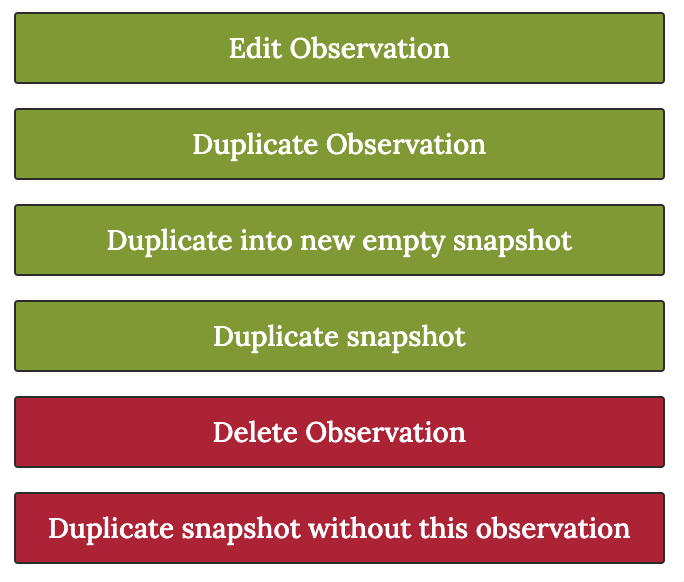 Edit Observation
Duplicate Observation
Duplicate into new empty snapshot
Duplicate snapshot
Delete Observation
Duplicate snapshot without this observation